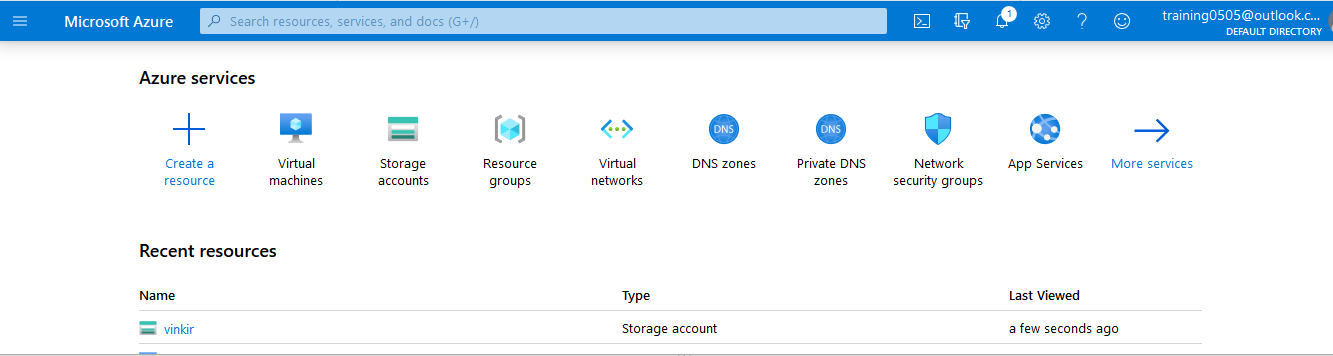 Microsoft Azure
Search resources, services, and docs (G+/)
1
training0505@outlook.c...
DEFAULT DIRECTORY
Azure services
Create a
resource
Virtual
machines
Storage
accounts
Resource
groups
Virtual
networks
DNS
DNS zones
DNS
Private DNS
zones
Network
security groups
App Services
More services
Recent resources
Name Type Last Viewed
vinkir Storage account a few seconds ago